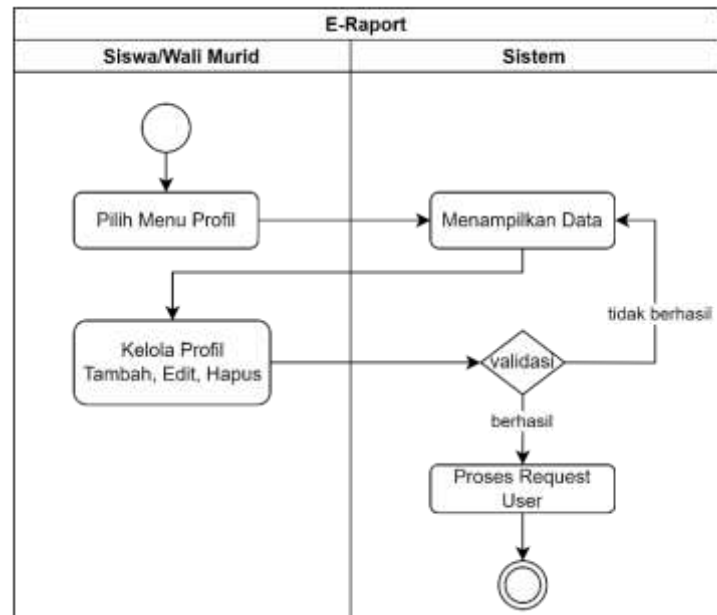 E-Raport
Siswa/Wali Murid
Sistem
Pilih Menu Profil
Menampilkan Data
tidak berhasil
Kelola Profil
Tambah, Edit, Hapus
validasi
berhasil
Proses Request
User